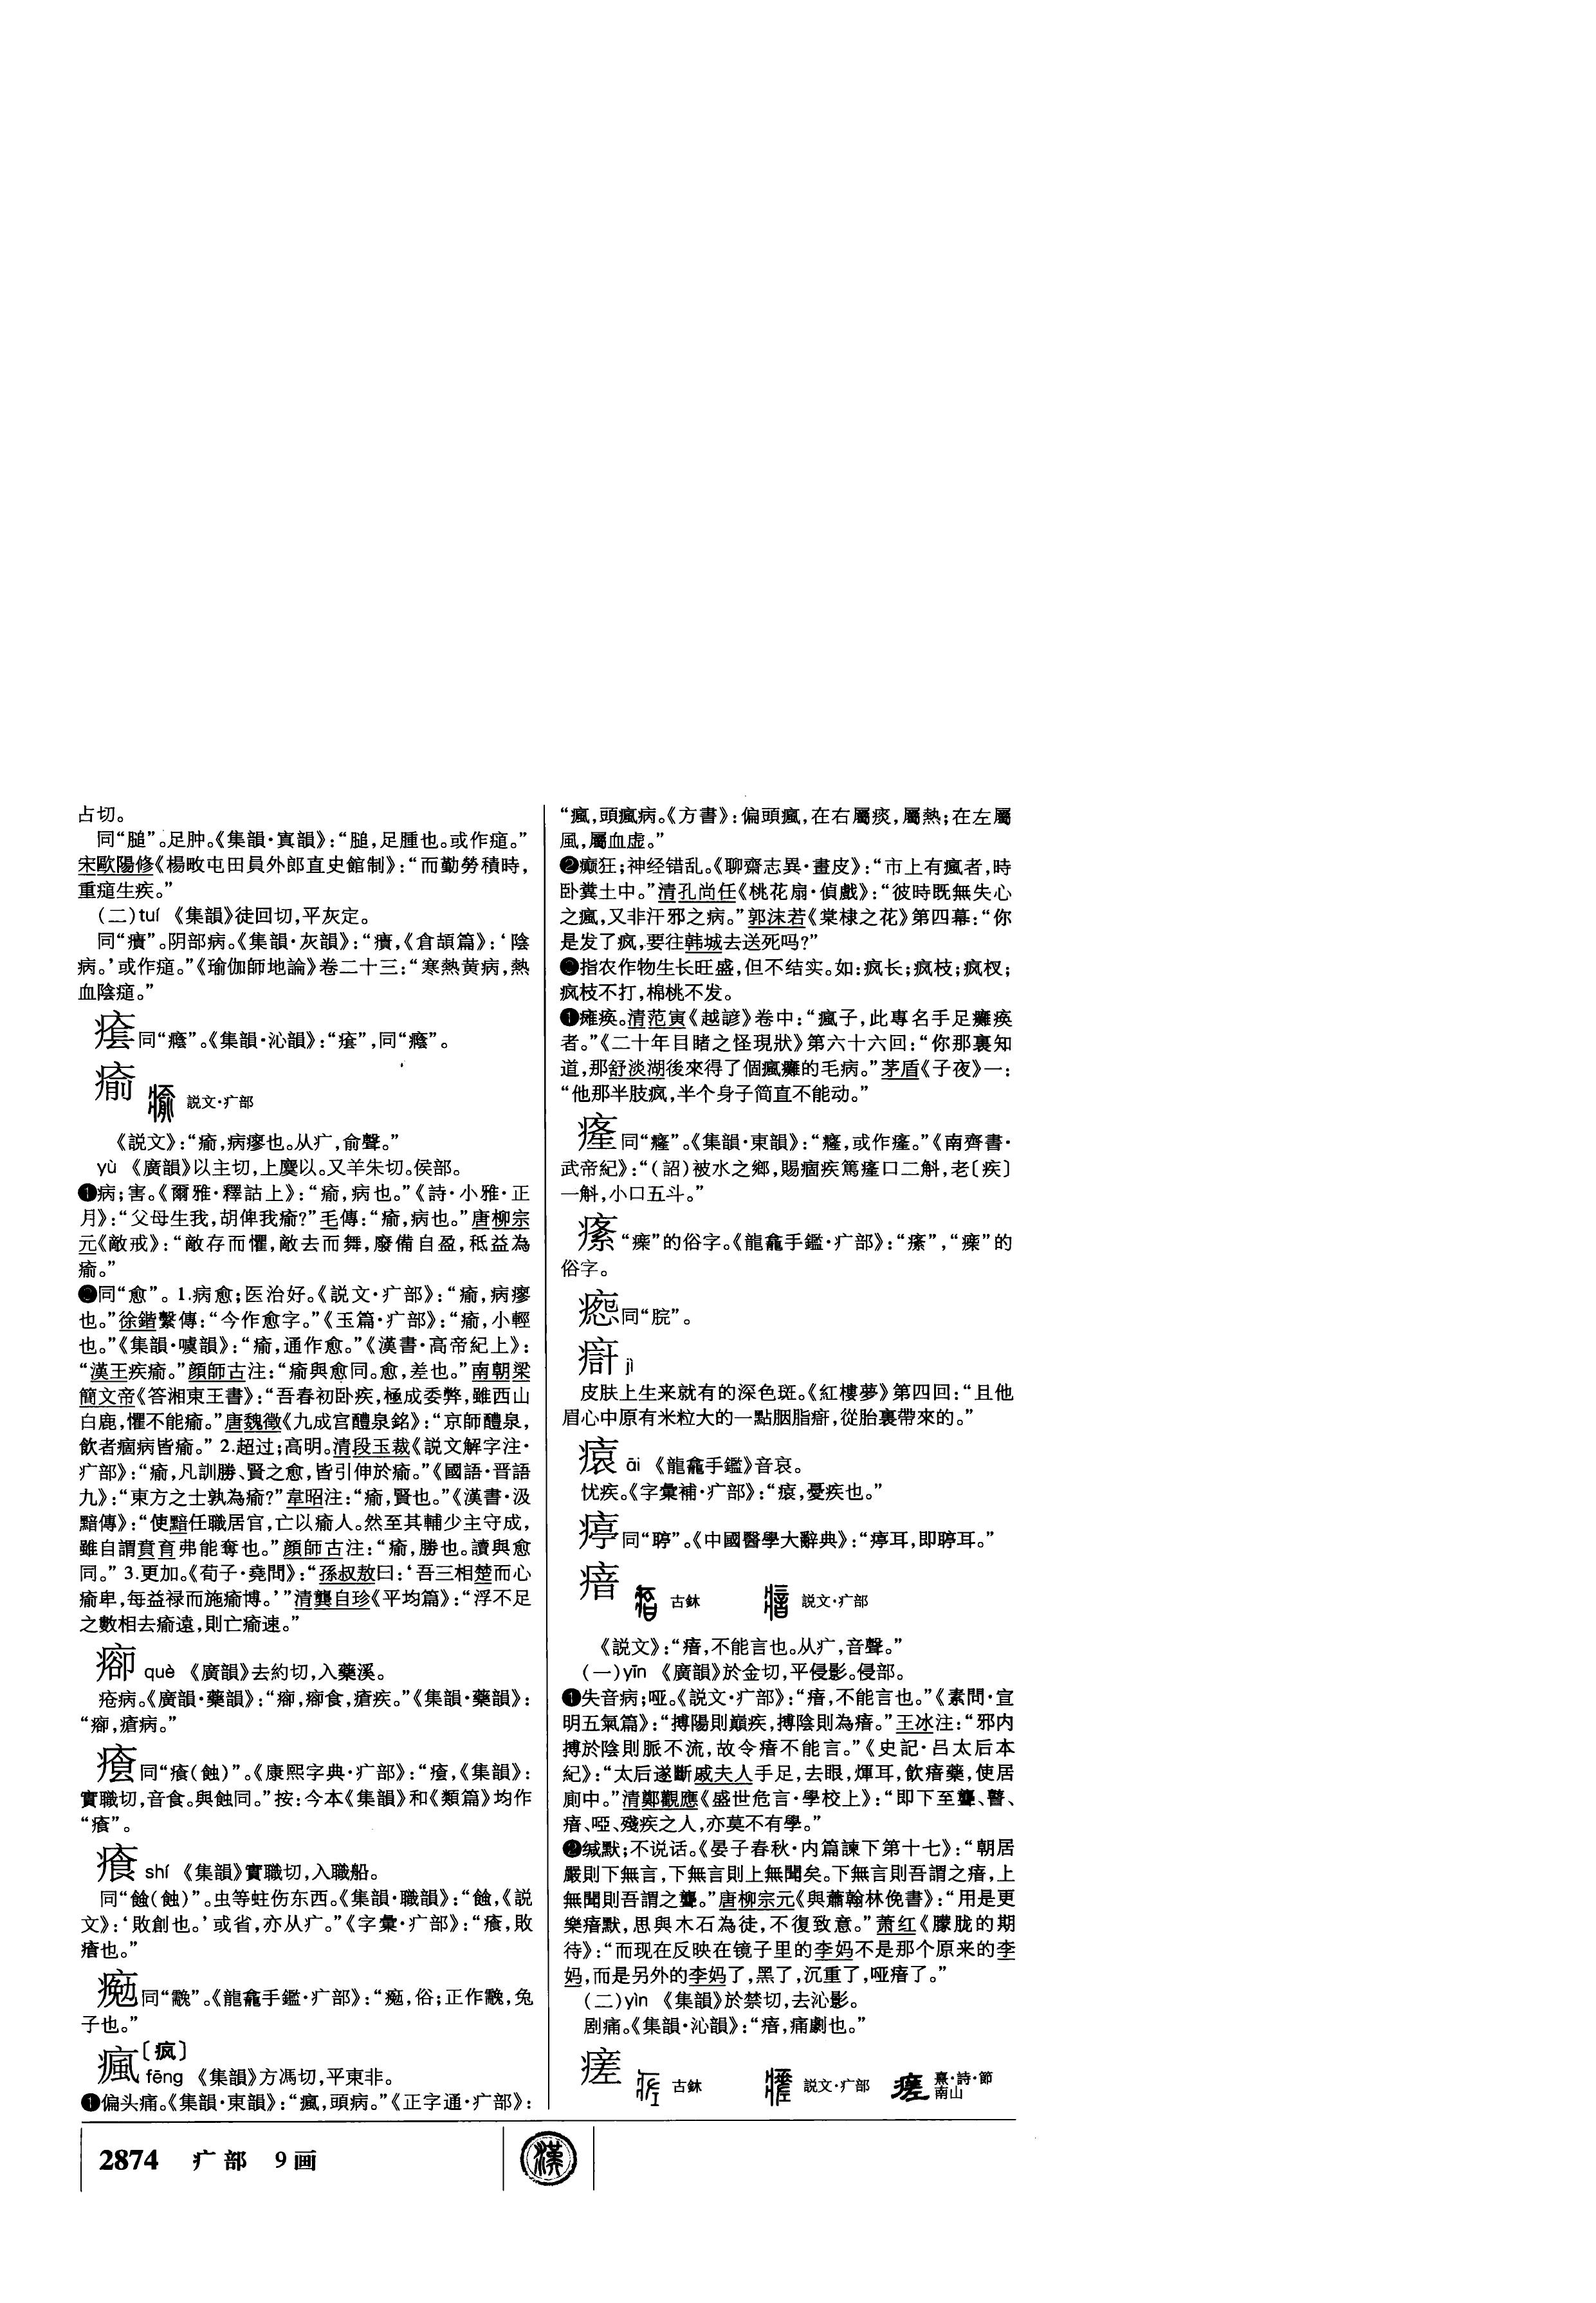 占切。
同“膇”。足肿。《集韻·寘韻》：“膇，足腫也。或作㿉。”
宋歐陽修《楊畋屯田員外郎直史館制》：“而勤勞積時，
重膇生疾。”
（二）tuí 《集韻》徒回切，平灰定。
同“㿉”。阴部病。《集韻·灰韻》：“㿉，《倉頡篇》：‘陰
病。’或作㾽。”《瑜伽師地論》卷二十三：“寒熱黄病，熱
血陰㾽。”
同“癊”。《集韻·沁韻》：“，同“癊”。
瘉 説文·疒部
《説文》：“瘉，病瘳也。从疒，俞聲。”
yù 《廣韻》以主切，上麌以。又羊朱切。侯部。
❶病；害。《爾雅·釋詁上》：“瘉，病也。”《詩·小雅·正
月》：“父母生我，胡俾我瘉？”毛傳：“瘉，病也。”唐柳宗
元《敵戒》：“敵存而懼，敵去而舞，廢備自盈，秖益為
瘉。”
❷同“愈”。1.病愈；医治好。《説文·疒部》：“瘉，病瘳
也。”徐鍇繫傳：“今作愈字。”《玉篇·疒部》：“瘉，小輕
也。”《集韻·噳韻》：“瘉，通作愈。”《漢書·高帝紀上》：
“漢王疾瘉。”顔師古注：“瘉與愈同。愈，差也。”南朝梁
簡文帝《答湘東王書》：“吾春初卧疾，極成委弊，雖西山
白鹿，懼不能瘉。”唐魏徵《九成宫醴泉銘》：“京師醴泉，
飲者痼病皆瘉。”2.超过；高明。清段玉裁《説文解字注·
疒部》：“瘉，凡訓勝、賢之愈，皆引伸於瘉。”《國語·晋語
九》：“東方之士孰為瘉？”韋昭注：“瘉，賢也。”《漢書·汲
黯傳》：“使黯任職居官，亡以瘉人。然至其輔少主守成，
雖自謂賁育弗能奪也。”顔師古注：“瘉，勝也。讀與愈
同。”3.更加。《荀子·堯問》：“孫叔敖曰：‘吾三相楚而心
瘉卑，每益禄而施瘉博。’”清龔自珍《平均篇》：“浮不足
之數相去瘉遠，則亡瘉速。”
㾡 què 《廣韻》去約切，入藥溪。
疮病。《廣韻·藥韻》：“㾡，㾡食，瘡疾。”《集韻·藥韻》：
“㾡，瘡病。”
同“（蝕）”。《康熙字典·疒部》：“，《集韻》：
實職切，音食。與蝕同。”按：今本《集韻》和《類篇》均作
“”。
shí 《集韻》實職切，入職船。
同“蝕（蚀）”。虫等蛀伤东西。《集韻·職韻》：“，《説
文》：‘敗創也。’或省，亦从疒。”《字彙·疒部》：“，敗
瘡也。”
同“㝹”。《龍龕手鑑·疒部》：“，俗；正作㝹，兔
子也。”
瘋〔疯〕
fēng 《集韻》方馮切，平東非。
❶偏头痛。《集韻·東韻》：“瘋，頭病。”《正字通·疒部》：
“瘋，頭瘋病。《方書》：偏頭瘋，在右屬痰，屬熱；在左屬
風，屬血虚。”
❷癫狂；神经错乱。《聊齋志異·畫皮》：“市上有瘋者，時
卧糞土中。”清孔尚任《桃花扇·偵戲》：“彼時既無失心
之瘋，又非汗邪之病。”郭沫若《棠棣之花》第四幕：“你
是发了疯，要往韩城去送死吗？”
❸指农作物生长旺盛，但不结实。如：疯长；疯枝；疯杈；
疯枝不打，棉桃不发。
❹瘫痪。清范寅《越諺》卷中：“瘋子，此專名手足癱痪
者。”《二十年目睹之怪現狀》第六十六回：“你那裏知
道，那舒淡湖後來得了個瘋癱的毛病。”茅盾《子夜》一：
“他那半肢疯，半个身子简直不能动。”
㾮同“癃”。《集韻·東韻》：“癃，或作㾮。”《南齊書·
武帝紀》：“（詔）被水之鄉，賜痼疾篤㾮口二斛，老〔疾〕
一斛，小口五斗。”
“瘝”的俗字。《龍龕手鑑·疒部》：“”，“”的
俗字。
同“脘”。
㾵 jì
皮肤上生来就有的深色斑。《紅樓夢》第四回：“且他
眉心中原有米粒大的一點胭脂㾵，從胎裏帶來的。”
㾨 āi 《龍龕手鑑》音哀。
忧疾。《字彙補·疒部》：“㾨，憂疾也。”
同“聤”。《中國醫學大辭典》：“耳，即聤耳。”
瘖 古鉨 説文·疒部
《説文》：“瘖，不能言也。从疒，音聲。”
（一）yīn 《廣韻》於金切，平侵影。侵部。
❶失音病；哑。《説文·疒部》：“瘖，不能言也。”《素問·宣
明五氣篇》：“搏陽則巔疾，搏陰則為瘖。”王冰注：“邪内
搏於陰則脈不流，故令瘖不能言。”《史記·吕太后本
紀》：“太后遂斷戚夫人手足，去眼，煇耳，飲瘖藥，使居
廁中。”清鄭觀應《盛世危言·學校上》：“即下至聾、瞽、
瘖、啞、殘疾之人，亦莫不有學。”
❷缄默；不说话。《晏子春秋·内篇諫下第十七》：“朝居
嚴則下無言，下無言則上無聞矣。下無言則吾謂之瘖，上
無聞則吾謂之聾。”唐柳宗元《與蕭翰林俛書》：“用是更
樂瘖默，思與木石為徒，不復致意。”萧红《朦胧的期
待》：“而现在反映在镜子里的李妈不是那个原来的李
妈，而是另外的李妈了，黑了，沉重了，哑瘖了。”
（二）yìn 《集韻》於禁切，去沁影。
剧痛。《集韻·沁韻》：“瘖，痛劇也。”
瘥 古鉨 説文·疒部 熹·詩·節
南山
2874 疒部 9画
漢